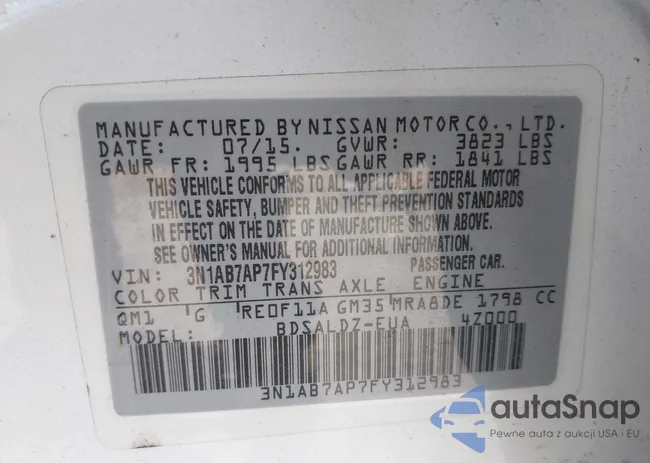 MANUFACTURED BY NISSAN MOTOR CO., LTD.
DATE: 07/15. GVWR: 3823 LBS
GAWR FR: 1995 LBS GAWR RR: 1841 LBS
THIS VEHICLE CONFORMS TO ALL APPLICABLE FEDERAL MOTOR
VEHICLE SAFETY, BUMPER AND THEFT PREVENTION STANDARDS
IN EFFECT ON THE DATE OF MANUFACTURE SHOWN ABOVE.
SEE OWNER'S MANUAL FOR ADDITIONAL INFORMATION.
VIN: 3N1AB7AP7FY312983 PASSENGER CAR.
COLOR TRIM TRANS AXLE ENGINE
QM1 G RE0F11A GM35 MRA8DE 1798 CC
MODEL: BDSALDZ-EUA 4Z000
3N1AB7AP7FY312983
autaSnap
Pewne auta z aukcji USA i EU